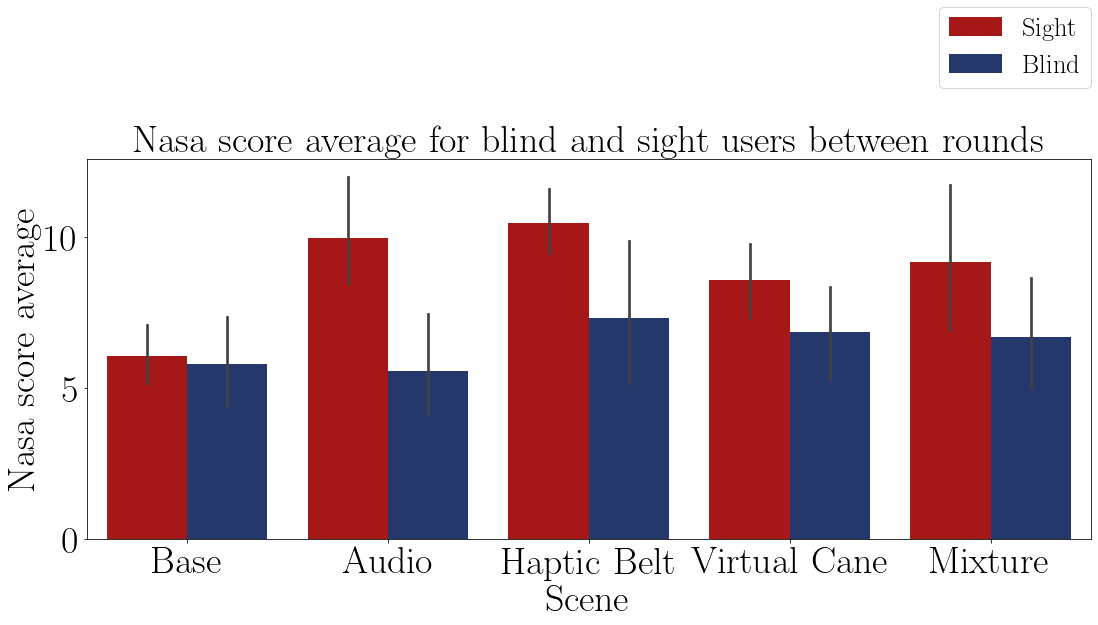 Sight
Blind
Nasa score average for blind and sight users between rounds
Nasa score average
10
5
0
Base Audio Haptic Belt Virtual Cane Mixture
Scene